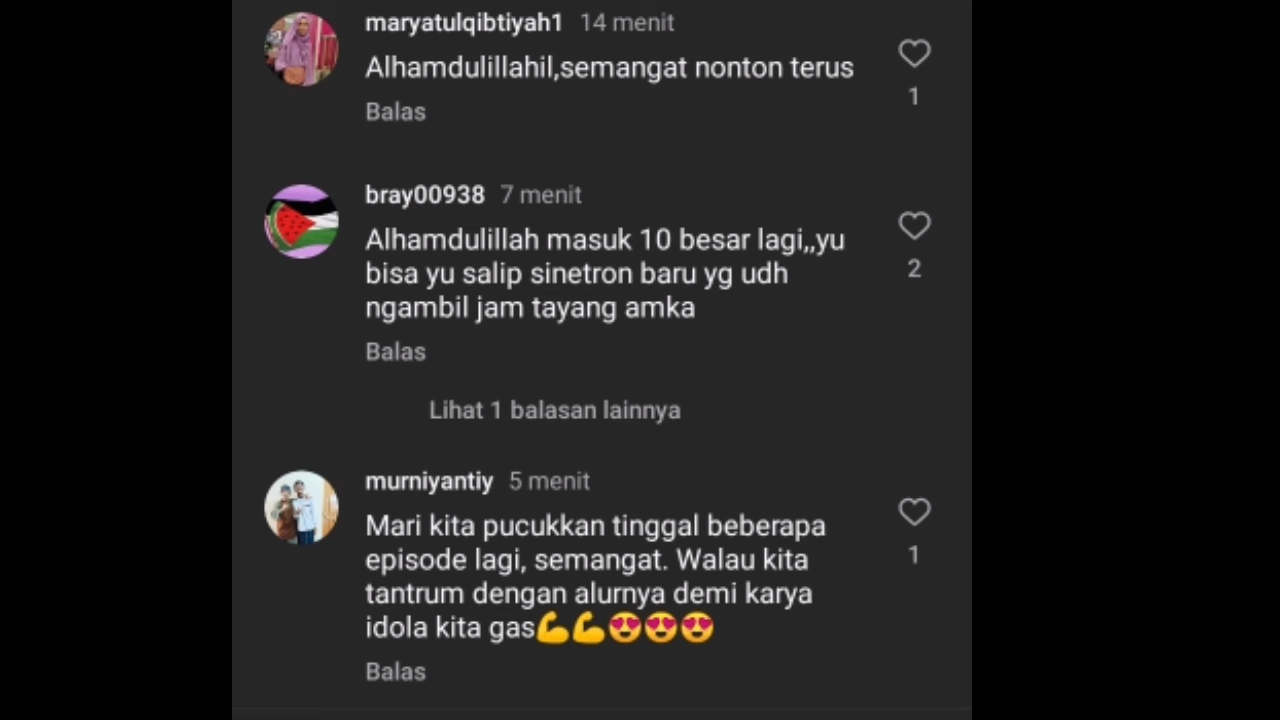 maryatulqibtiyah1 14 menit
Alhamdulillahil,semangat nonton terus
1
Balas
bray00938 7 menit
Alhamdulillah masuk 10 besar lagi,,yu
bisa yu salip sinetron baru yg udh
ngambil jam tayang amka
2
Balas
Lihat 1 balasan lainnya
murniyantiy 5 menit
Mari kita pucukkan tinggal beberapa
episode lagi, semangat. Walau kita
tantrum dengan alurnya demi karya
idola kita gas💪💪😍😍😍
1
Balas